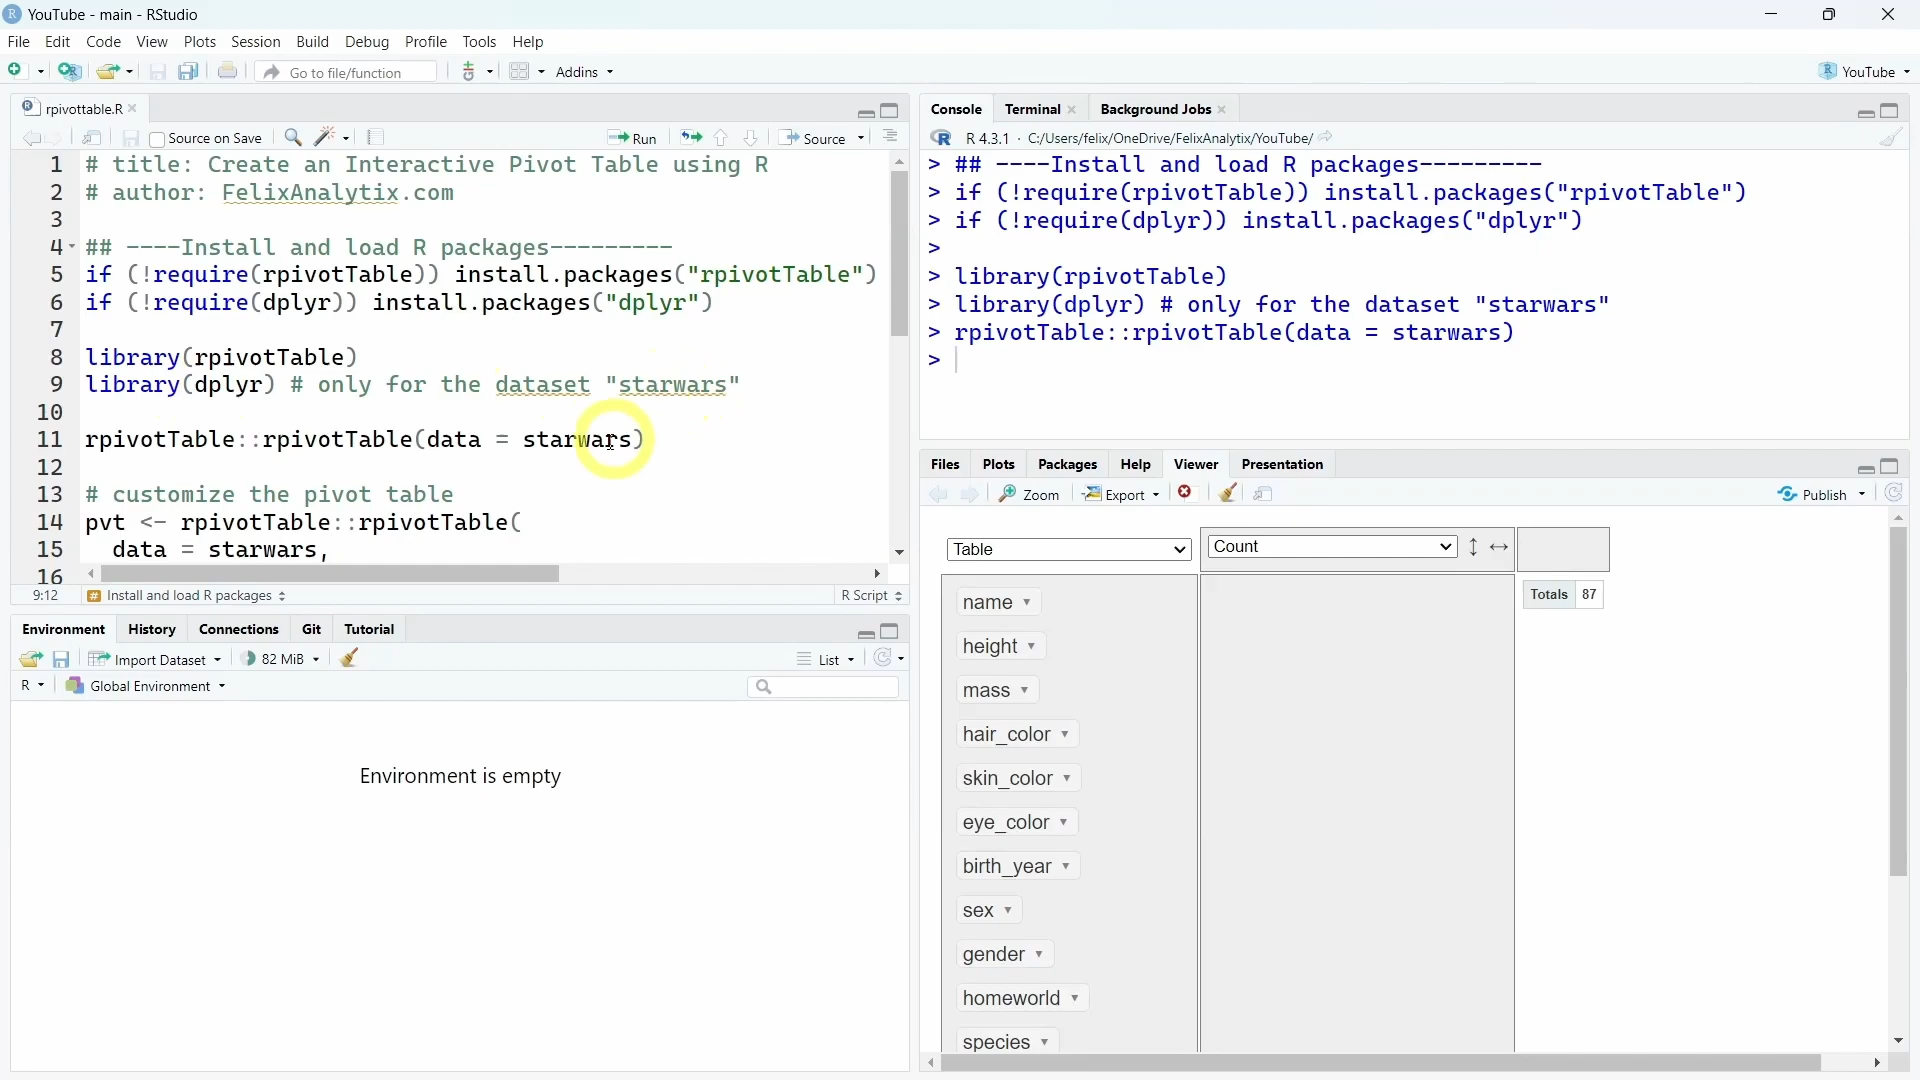 YouTube - main - RStudio
File Edit Code View Plots Session Build Debug Profile Tools Help
Go to file/function Addins YouTube
rpivottable.R
Source on Save Run Source
1 # title: Create an Interactive Pivot Table using R
2 # author: FelixAnalytix.com
3
4 ## ----Install and load R packages---------
5 if (!require(rpivotTable)) install.packages("rpivotTable")
6 if (!require(dplyr)) install.packages("dplyr")
7
8 library(rpivotTable)
9 library(dplyr) # only for the dataset "starwars"
10
11 rpivotTable::rpivotTable(data = starwars)
12
13 # customize the pivot table
14 pvt <- rpivotTable::rpivotTable(
15 data = starwars,
16
9:12 Install and load R packages R Script
Environment History Connections Git Tutorial
Import Dataset 82 MiB List
R Global Environment
Environment is empty
Console Terminal Background Jobs
R 4.3.1 · C:/Users/felix/OneDrive/FelixAnalytix/YouTube/
> ## ----Install and load R packages---------
> if (!require(rpivotTable)) install.packages("rpivotTable")
> if (!require(dplyr)) install.packages("dplyr")
>
> library(rpivotTable)
> library(dplyr) # only for the dataset "starwars"
> rpivotTable::rpivotTable(data = starwars)
>
Files Plots Packages Help Viewer Presentation
Zoom Export Publish
Table Count
Totals 87
name
height
mass
hair_color
skin_color
eye_color
birth_year
sex
gender
homeworld
species